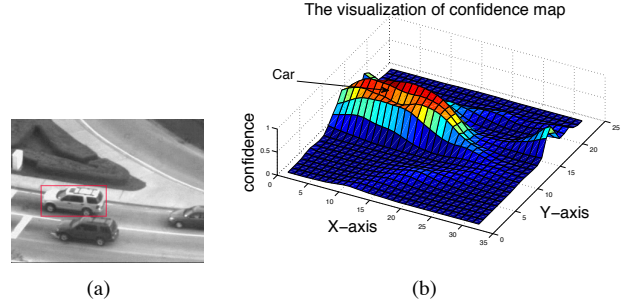 The visualization of confidence map
Car
confidence
1
0.5
0
0
5
10
15
20
25
30
35
X−axis
0
5
10
15
20
25
Y−axis
(a)
(b)